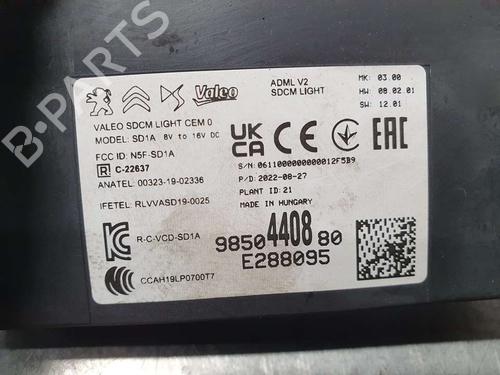 B-PARTS
Valeo
ADML V2
SDCM LIGHT
MK: 03.00
HW: 08.02.01
SW: 12.01
VALEO SDCM LIGHT CEM 0
MODEL: SD1A 8V to 16V DC
FCC ID: N5F-SD1A
R C-22637
ANATEL: 00323-19-02336
IFETEL: RLVVASD19-0025
R-C-VCD-SD1A
CCAH19LP0700T7
UK
CA
CE
EAC
S/N: 0611000000000012F5B9
P/D: 2022-08-27
PLANT ID: 21
MADE IN HUNGARY
98504408 80
E288095